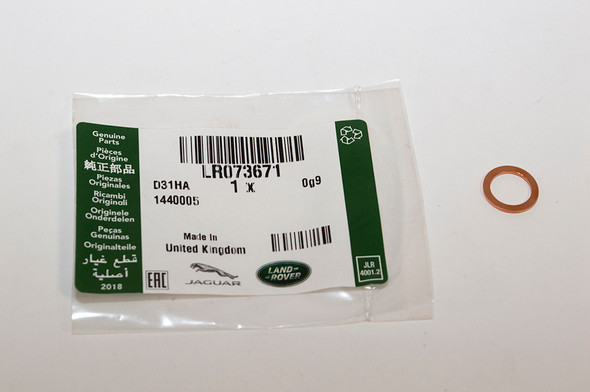 Genuine
Parts
Pièces
d'Origine
純正部品
Piezas
Originales
Ricambi
Originali
Originele
Onderdelen
Peças
Genuinas
Originalteile
قطع غيار
أصلية
2018
LR073671
D31HA
1 x
0g9
1440005
Made in
United Kingdom
EAC
JAGUAR
LAND-
-ROVER
JLR
4001.2